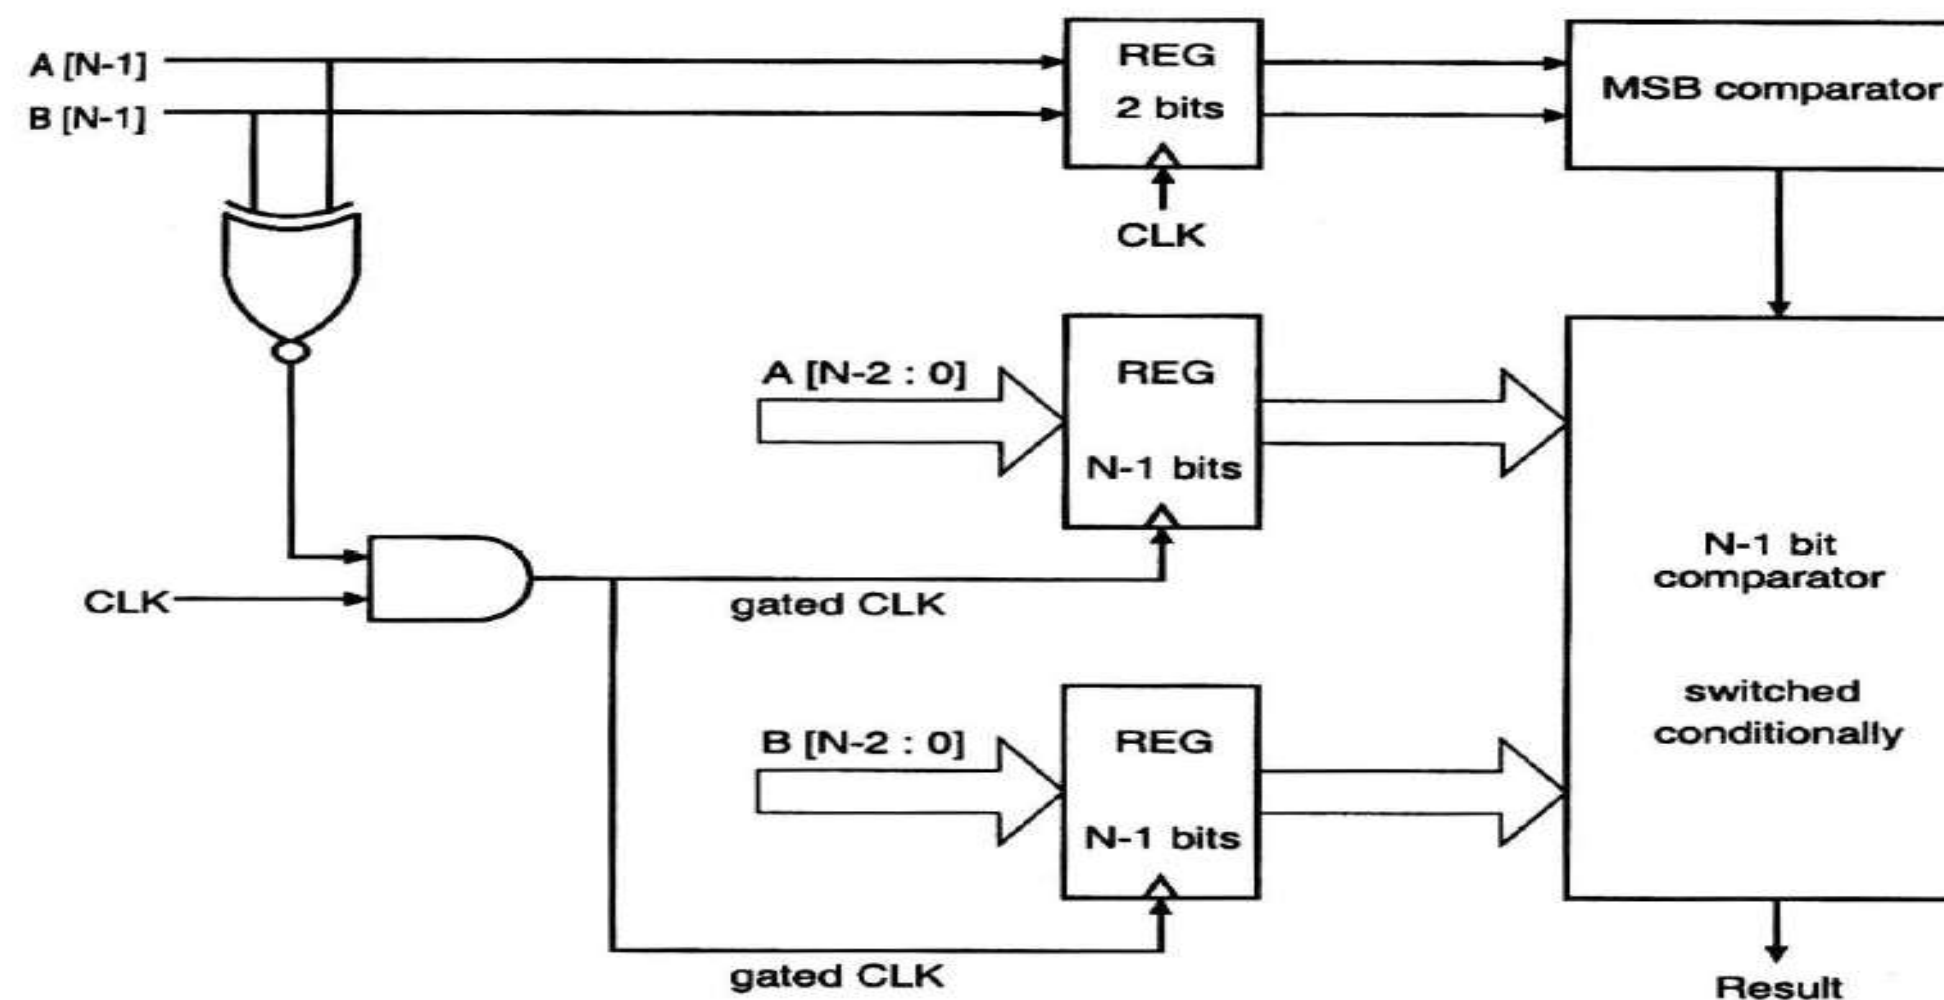 A [N-1]
B [N-1]
REG
2 bits
CLK
MSB comparator
A [N-2 : 0]
REG
N-1 bits
CLK
gated CLK
B [N-2 : 0]
REG
N-1 bits
gated CLK
N-1 bit
comparator
switched
conditionally
Result